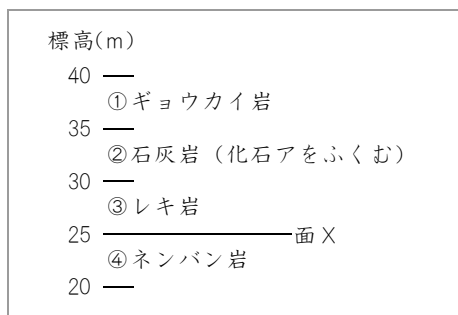 標高(m)
40
①ギョウカイ岩
35
②石灰岩（化石アをふくむ）
30
③レキ岩
25 面X
④ネンバン岩
20